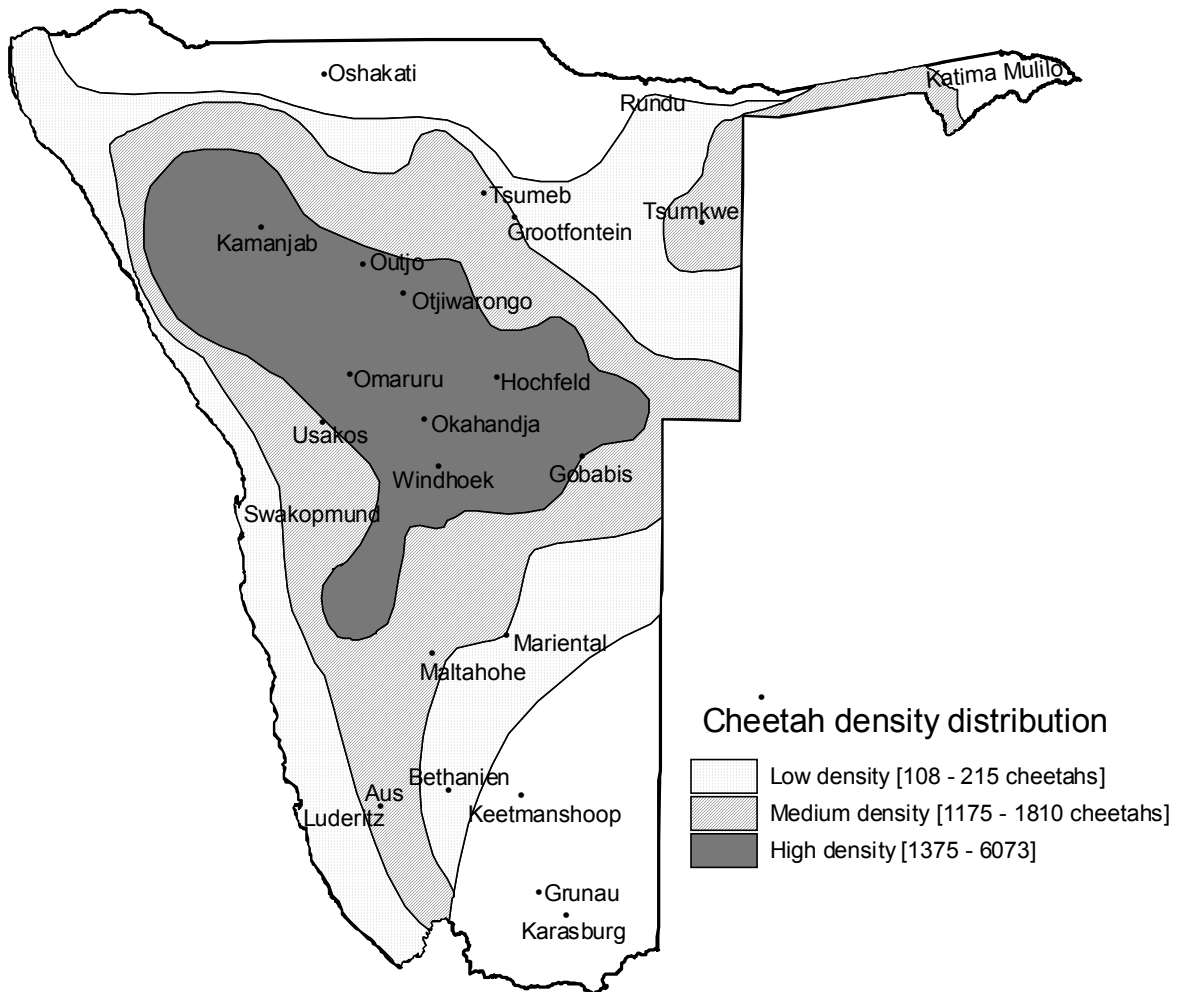 Oshakati
Katima Mulilo
Rundu
Tsumeb
Tsumkwe
Grootfontein
Kamanjab
Outjo
Otjiwarongo
Omaruru
Hochfeld
Okahandja
Usakos
Gobabis
Windhoek
Swakopmund
Mariental
Maltahohe
Cheetah density distribution
Low density [108 - 215 cheetahs]
Medium density [1175 - 1810 cheetahs]
High density [1375 - 6073]
Bethanien
Aus
Luderitz
Keetmanshoop
Grunau
Karasburg